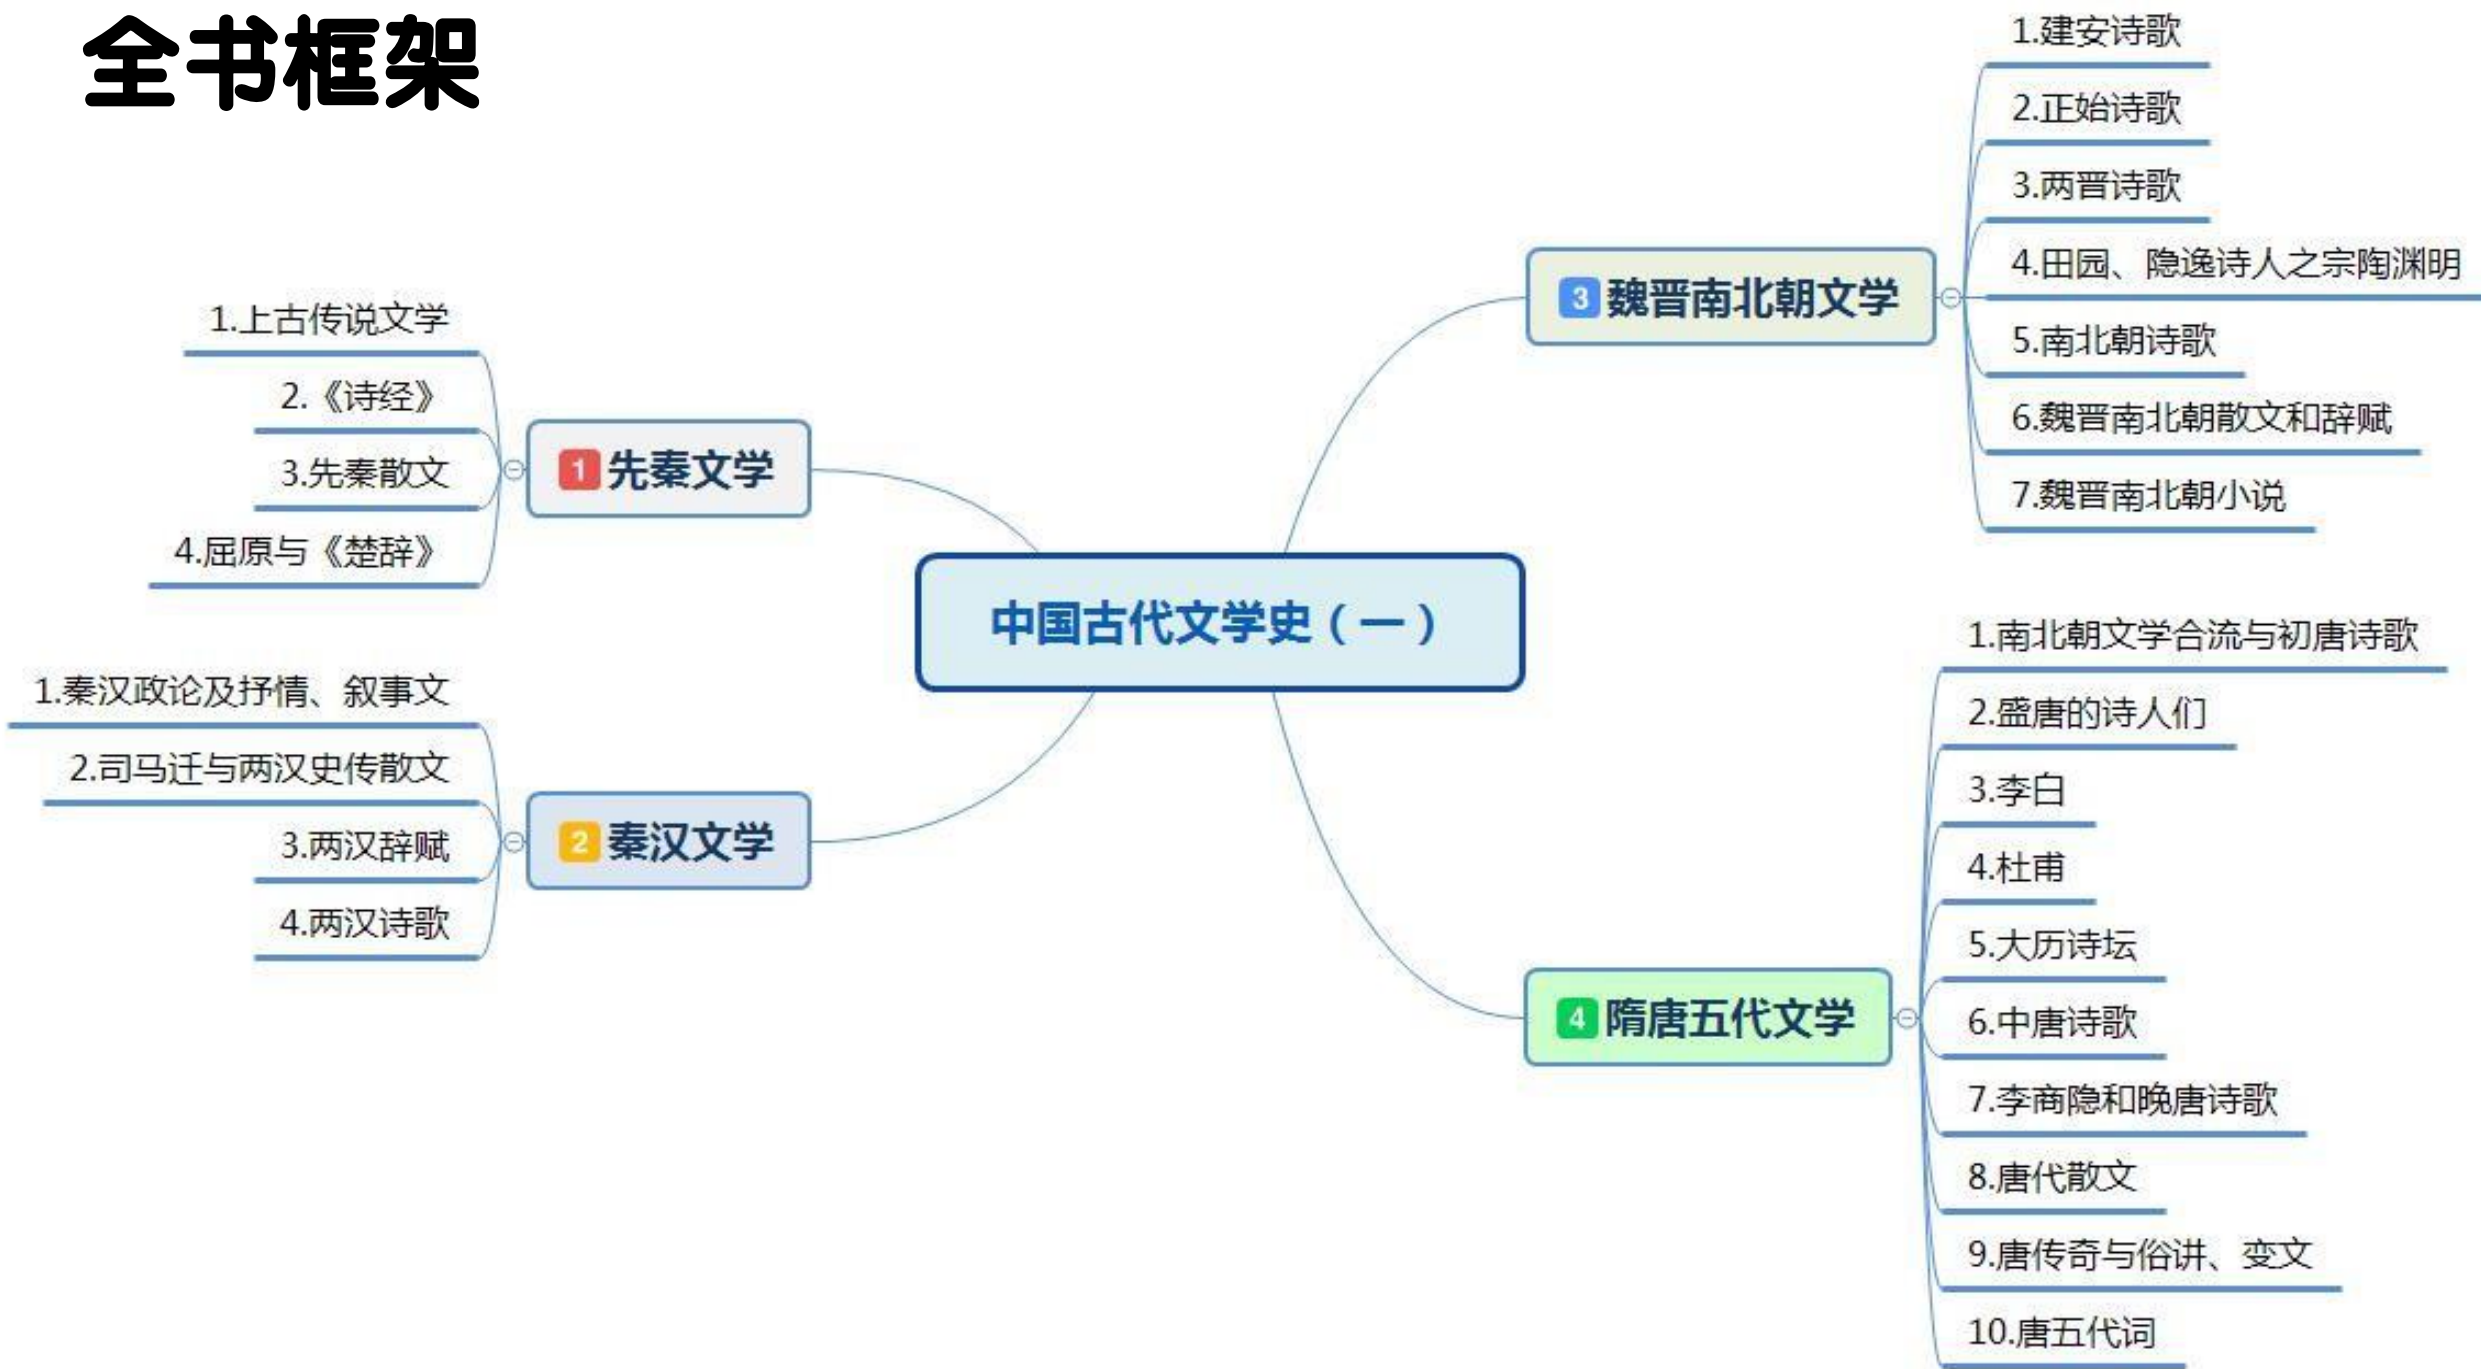 全书框架
中国古代文学史（一）
1 先秦文学
1.上古传说文学
2.《诗经》
3.先秦散文
4.屈原与《楚辞》
2 秦汉文学
1.秦汉政论及抒情、叙事文
2.司马迁与两汉史传散文
3.两汉辞赋
4.两汉诗歌
3 魏晋南北朝文学
1.建安诗歌
2.正始诗歌
3.两晋诗歌
4.田园、隐逸诗人之宗陶渊明
5.南北朝诗歌
6.魏晋南北朝散文和辞赋
7.魏晋南北朝小说
4 隋唐五代文学
1.南北朝文学合流与初唐诗歌
2.盛唐的诗人们
3.李白
4.杜甫
5.大历诗坛
6.中唐诗歌
7.李商隐和晚唐诗歌
8.唐代散文
9.唐传奇与俗讲、变文
10.唐五代词